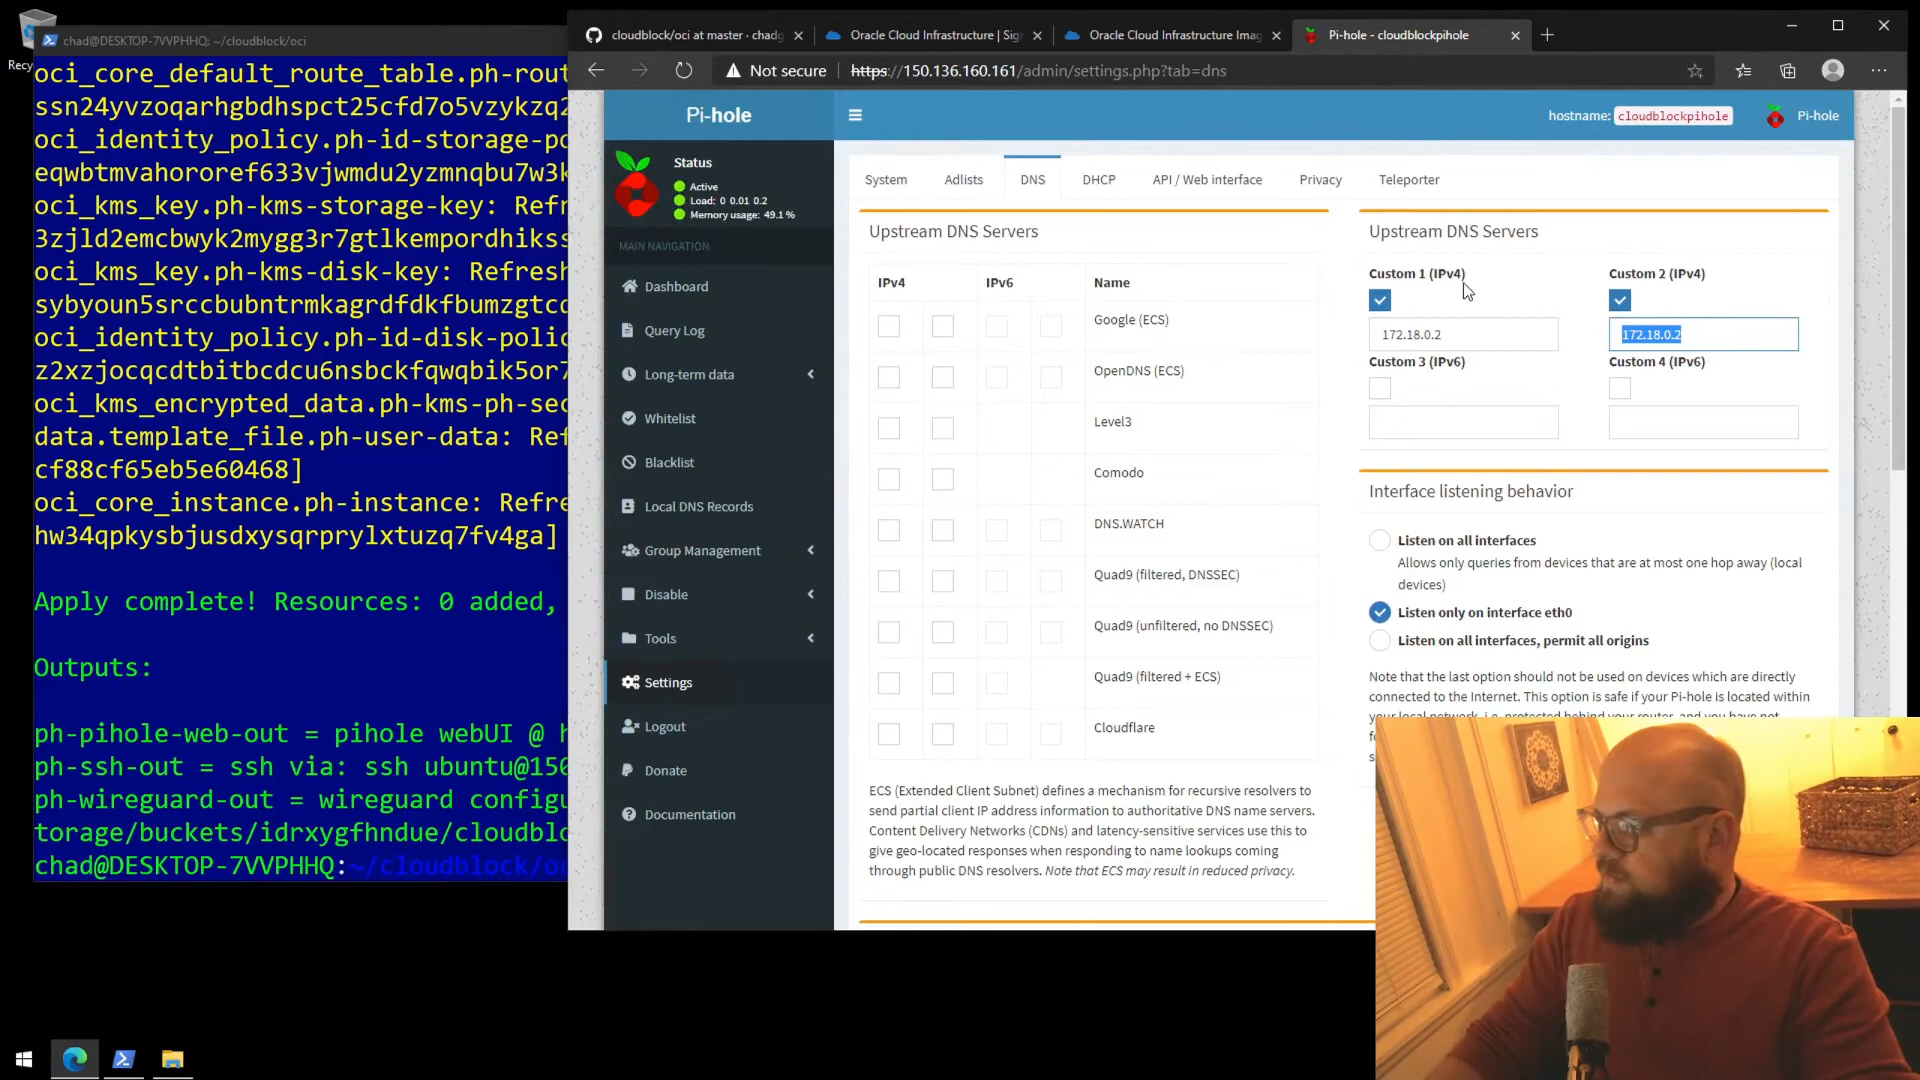 Recy
chad@DESKTOP-7VVPHHQ: ~/cloudblock/oci
oci_core_default_route_table.ph-rout
ssn24yvzoqarhgbdhspct25cfd7o5vzykzq2
oci_identity_policy.ph-id-storage-po
eqwbtmvahororef633vjwmdu2yzmnqbu7w3k
oci_kms_key.ph-kms-storage-key: Refr
3zjld2emcbwyk2mygg3r7gtlkempordhikss
oci_kms_key.ph-kms-disk-key: Refresh
sybyoun5srccbubntrmkagrdfdkfbumzgtcd
oci_identity_policy.ph-id-disk-polic
z2xzjocqcdtbitbcdcu6nsbckfqwqbik5or7
oci_kms_encrypted_data.ph-kms-ph-sec
data.template_file.ph-user-data: Ref
cf88cf65eb5e60468]
oci_core_instance.ph-instance: Refre
hw34qpkysbjusdxysqrprylxtuzq7fv4ga]
Apply complete! Resources: 0 added,
Outputs:
ph-pihole-web-out = pihole webUI @ h
ph-ssh-out = ssh via: ssh ubuntu@150
ph-wireguard-out = wireguard configu
torage/buckets/idrxygfhndue/cloudblo
chad@DESKTOP-7VVPHHQ:~/cloudblock/o
cloudblock/oci at master · chadg
Oracle Cloud Infrastructure | Sig
Oracle Cloud Infrastructure Imag
Pi-hole - cloudblockpihole
Not secure
https://150.136.160.161/admin/settings.php?tab=dns
Pi-hole
hostname: cloudblockpihole
Pi-hole
Status
Active
Load: 0 0.01 0.2
Memory usage: 49.1 %
MAIN NAVIGATION
Dashboard
Query Log
Long-term data
Whitelist
Blacklist
Local DNS Records
Group Management
Disable
Tools
Settings
Logout
Donate
Documentation
System
Adlists
DNS
DHCP
API / Web interface
Privacy
Teleporter
Upstream DNS Servers
IPv4
IPv6
Name
Google (ECS)
OpenDNS (ECS)
Level3
Comodo
DNS.WATCH
Quad9 (filtered, DNSSEC)
Quad9 (unfiltered, no DNSSEC)
Quad9 (filtered + ECS)
Cloudflare
ECS (Extended Client Subnet) defines a mechanism for recursive resolvers to
send partial client IP address information to authoritative DNS name servers.
Content Delivery Networks (CDNs) and latency-sensitive services use this to
give geo-located responses when responding to name lookups coming
through public DNS resolvers. Note that ECS may result in reduced privacy.
Upstream DNS Servers
Custom 1 (IPv4)
Custom 2 (IPv4)
172.18.0.2
172.18.0.2
Custom 3 (IPv6)
Custom 4 (IPv6)
Interface listening behavior
Listen on all interfaces
Allows only queries from devices that are at most one hop away (local
devices)
Listen only on interface eth0
Listen on all interfaces, permit all origins
Note that the last option should not be used on devices which are directly
connected to the Internet. This option is safe if your Pi-hole is located within